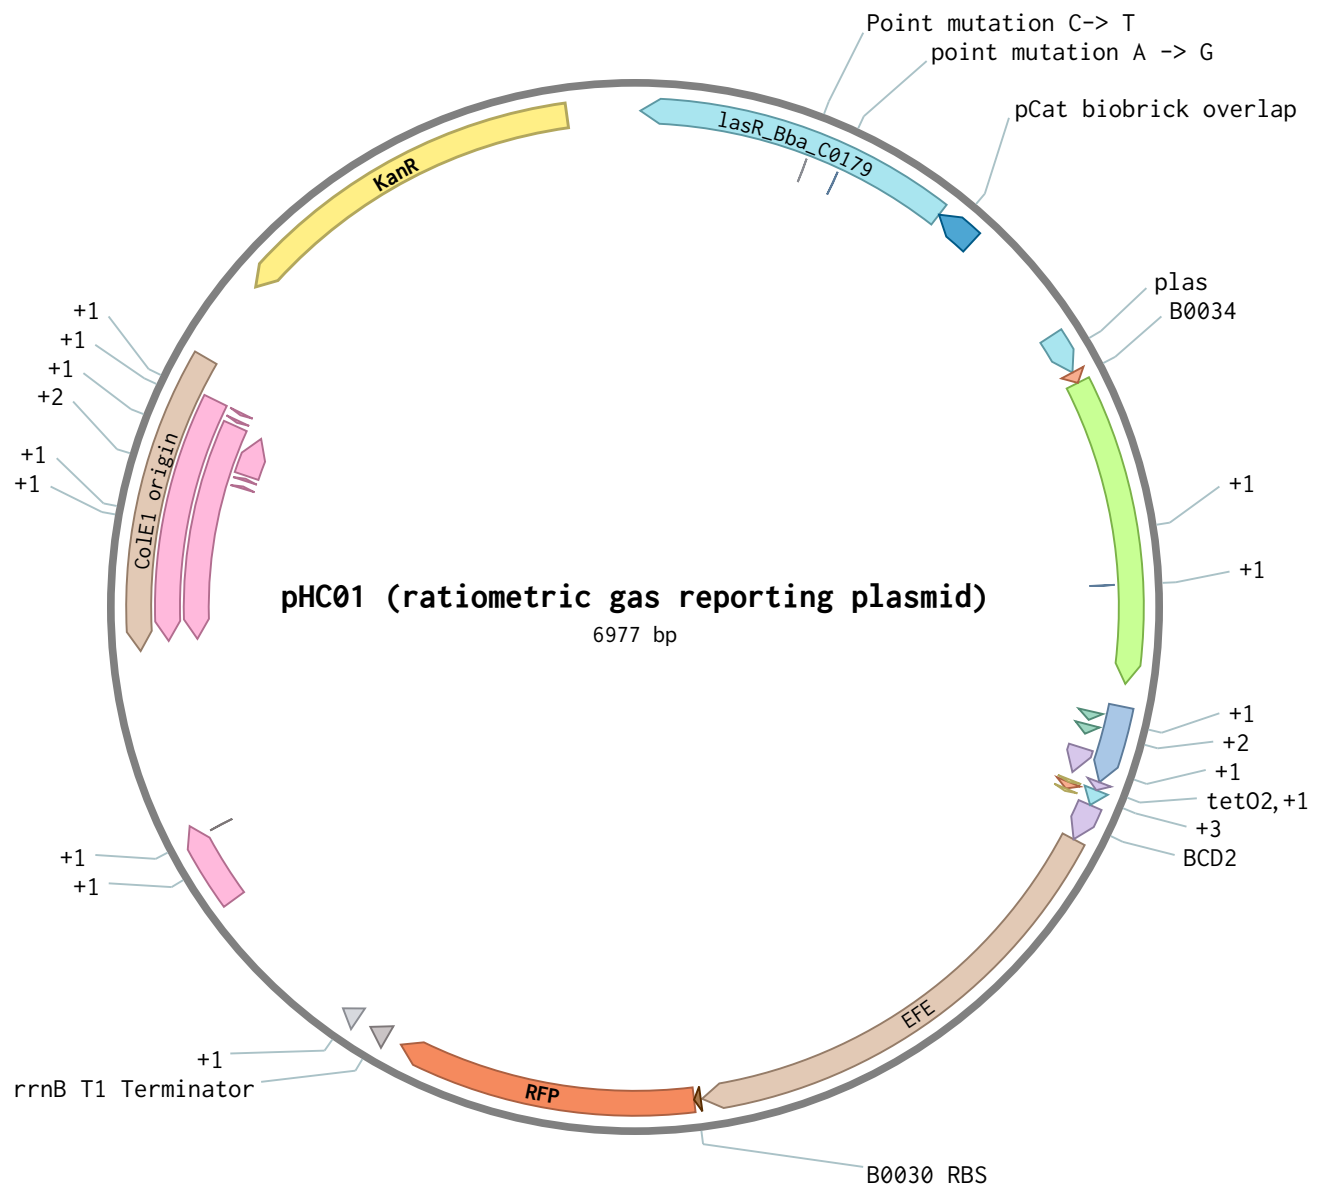 Point mutation C-> T
point mutation A -> G
pCat biobrick overlap
lasR_Bba_C0179
KanR
plas
B0034
+1
+1
+1
+2
+1
+1
ColE1 origin
+1
+1
pHC01 (ratiometric gas reporting plasmid)
6977 bp
+1
+2
+1
tetO2,+1
+3
BCD2
+1
+1
EFE
+1
rrnB T1 Terminator
RFP
B0030 RBS